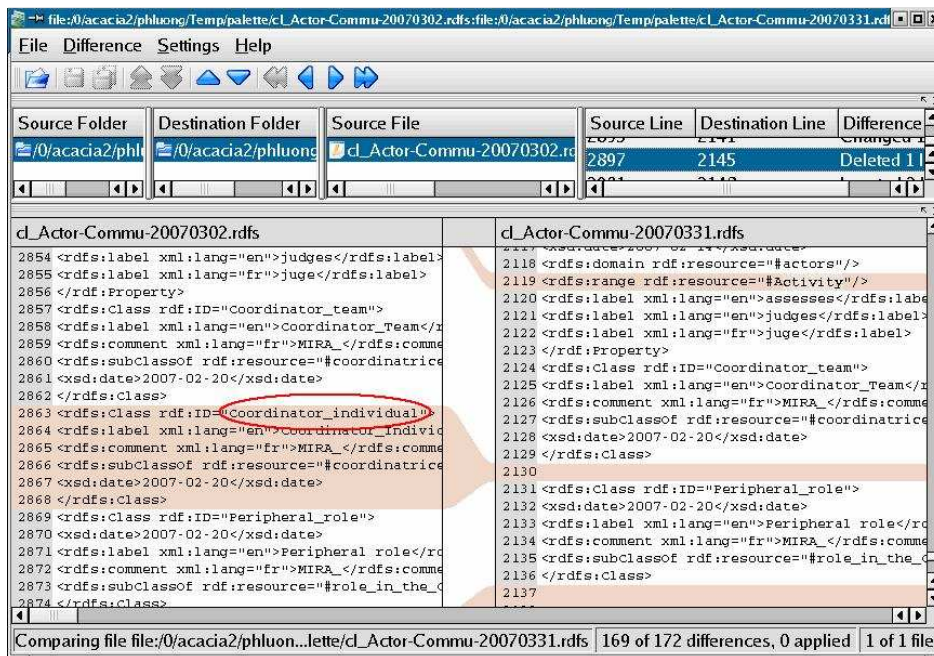 file:/0/acacia2/phluong/Temp/palette/cl_Actor-Commu-20070302.rdfs:file:/0/acacia2/phluong/Temp/palette/cl_Actor-Commu-20070331.rdf
File Difference Settings Help
Source Folder Destination Folder Source File Source Line Destination Line Difference
/0/acacia2/phl /0/acacia2/phluong cl_Actor-Commu-20070302.rd 2897 2145 Deleted 1 l
cl_Actor-Commu-20070302.rdfs
2854 <rdfs:label xml:lang="en">judges</rdfs:label>
2855 <rdfs:label xml:lang="fr">juge</rdfs:label>
2856 </rdf:Property>
2857 <rdfs:Class rdf:ID="Coordinator_team">
2858 <rdfs:label xml:lang="en">Coordinator_Team</r
2859 <rdfs:comment xml:lang="fr">MIRA_</rdfs:comme
2860 <rdfs:subClassOf rdf:resource="#coordinatrice
2861 <xsd:date>2007-02-20</xsd:date>
2862 </rdfs:Class>
2863 <rdfs:Class rdf:ID="Coordinator_individual">
2864 <rdfs:label xml:lang="en">Coordinator_Individ
2865 <rdfs:comment xml:lang="fr">MIRA_</rdfs:comme
2866 <rdfs:subClassOf rdf:resource="#coordinatrice
2867 <xsd:date>2007-02-20</xsd:date>
2868 </rdfs:Class>
2869 <rdfs:Class rdf:ID="Peripheral_role">
2870 <xsd:date>2007-02-20</xsd:date>
2871 <rdfs:label xml:lang="en">Peripheral role</rd
2872 <rdfs:comment xml:lang="fr">MIRA_</rdfs:comme
2873 <rdfs:subClassOf rdf:resource="#role_in_the_C
2874 </rdfs:Class>
cl_Actor-Commu-20070331.rdfs
2117 <xsd:date>2007-02-14</xsd:date>
2118 <rdfs:domain rdf:resource="#actors"/>
2119 <rdfs:range rdf:resource="#Activity"/>
2120 <rdfs:label xml:lang="en">assesses</rdfs:labe
2121 <rdfs:label xml:lang="en">judges</rdfs:label>
2122 <rdfs:label xml:lang="fr">juge</rdfs:label>
2123 </rdf:Property>
2124 <rdfs:Class rdf:ID="Coordinator_team">
2125 <rdfs:label xml:lang="en">Coordinator_Team</r
2126 <rdfs:comment xml:lang="fr">MIRA_</rdfs:comme
2127 <rdfs:subClassOf rdf:resource="#coordinatrice
2128 <xsd:date>2007-02-20</xsd:date>
2129 </rdfs:Class>
2130
2131 <rdfs:Class rdf:ID="Peripheral_role">
2132 <xsd:date>2007-02-20</xsd:date>
2133 <rdfs:label xml:lang="en">Peripheral role</rd
2134 <rdfs:comment xml:lang="fr">MIRA_</rdfs:comme
2135 <rdfs:subClassOf rdf:resource="#role_in_the_C
2136 </rdfs:Class>
2137
Comparing file file:/0/acacia2/phluon...lette/cl_Actor-Commu-20070331.rdfs 169 of 172 differences, 0 applied 1 of 1 file